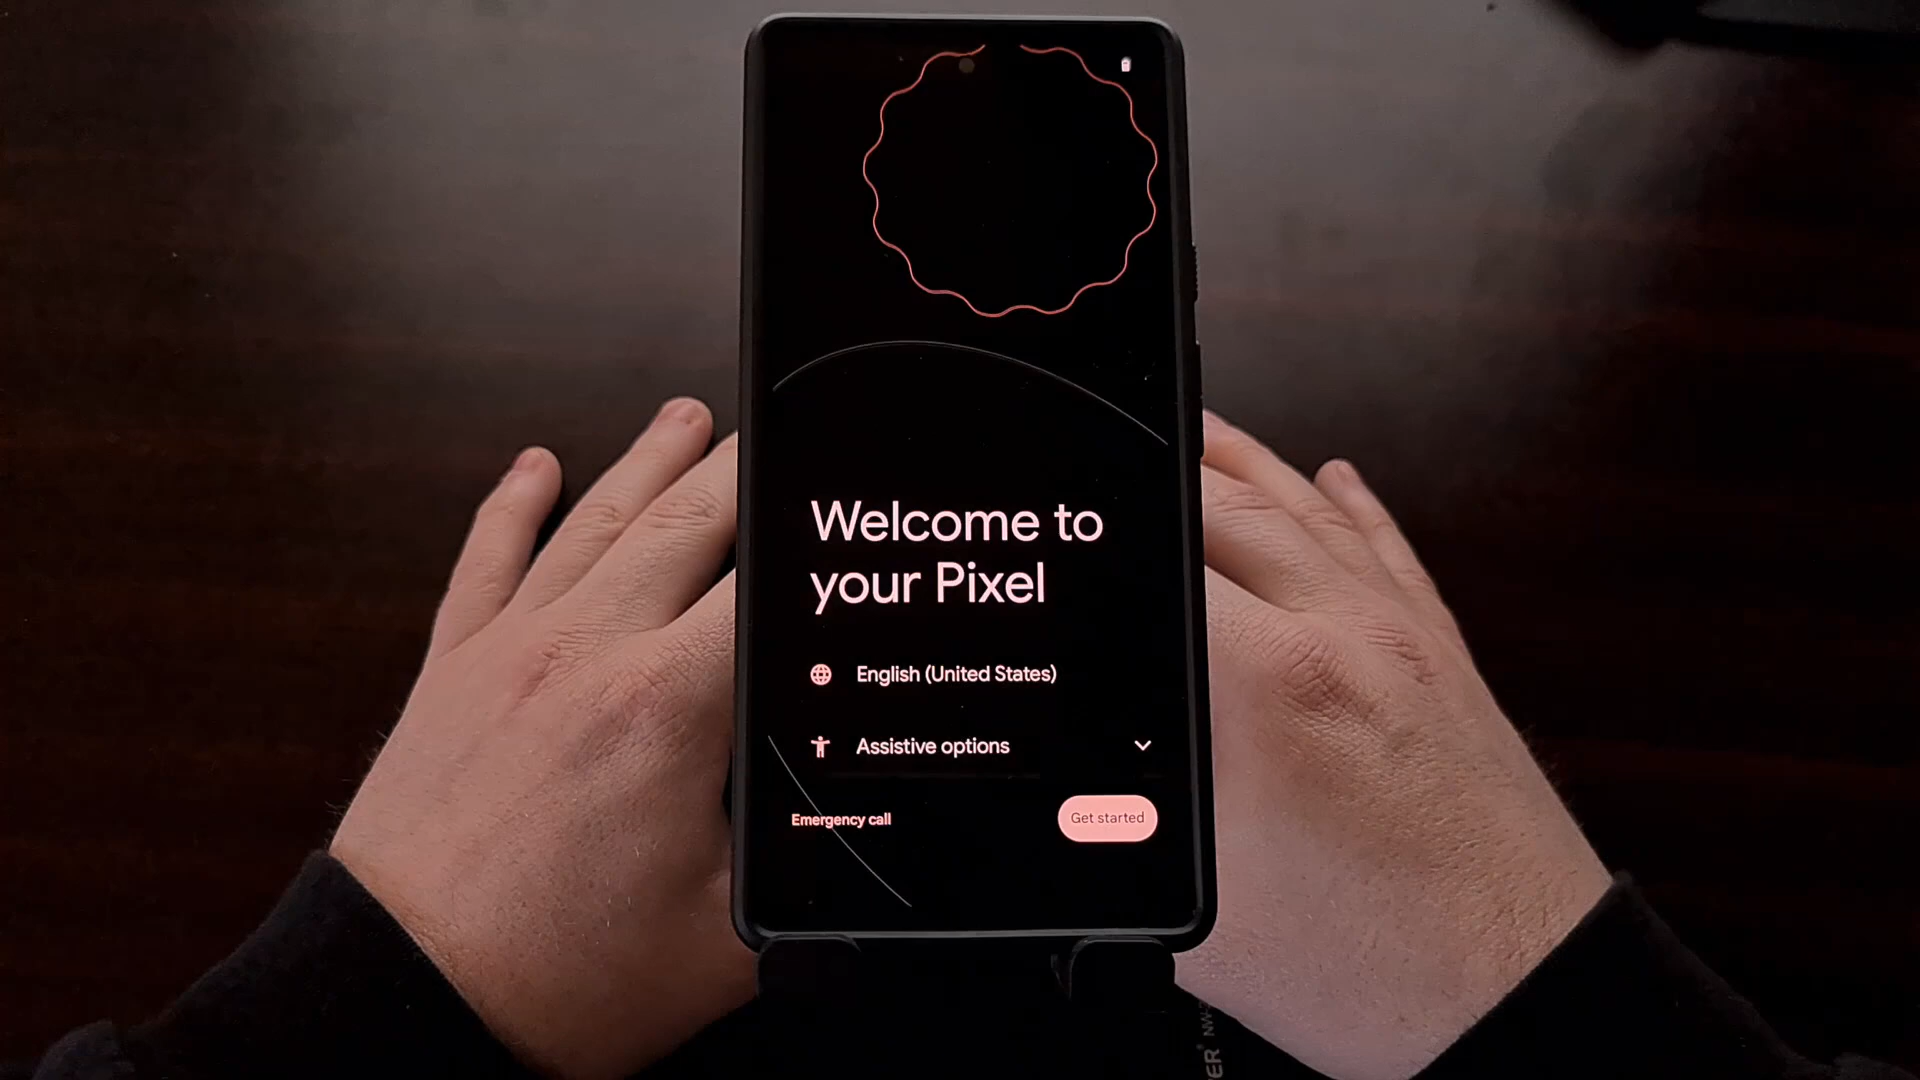 Welcome to
your Pixel
English (United States)
Assistive options
Emergency call
Get started